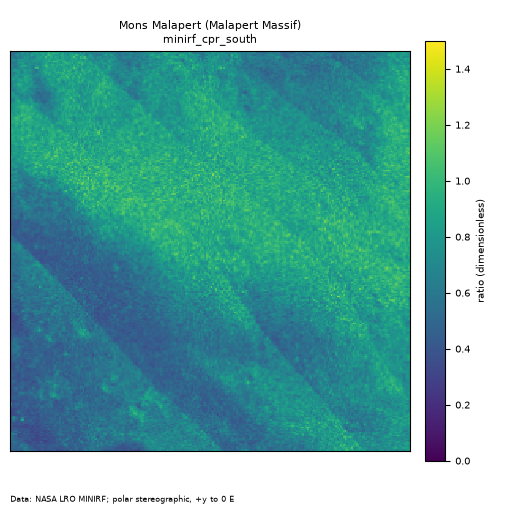 Mons Malapert (Malapert Massif)
minirf_cpr_south
1.4
1.2
1.0
0.8
0.6
0.4
0.2
0.0
ratio (dimensionless)
Data: NASA LRO MINIRF; polar stereographic, +y to 0 E